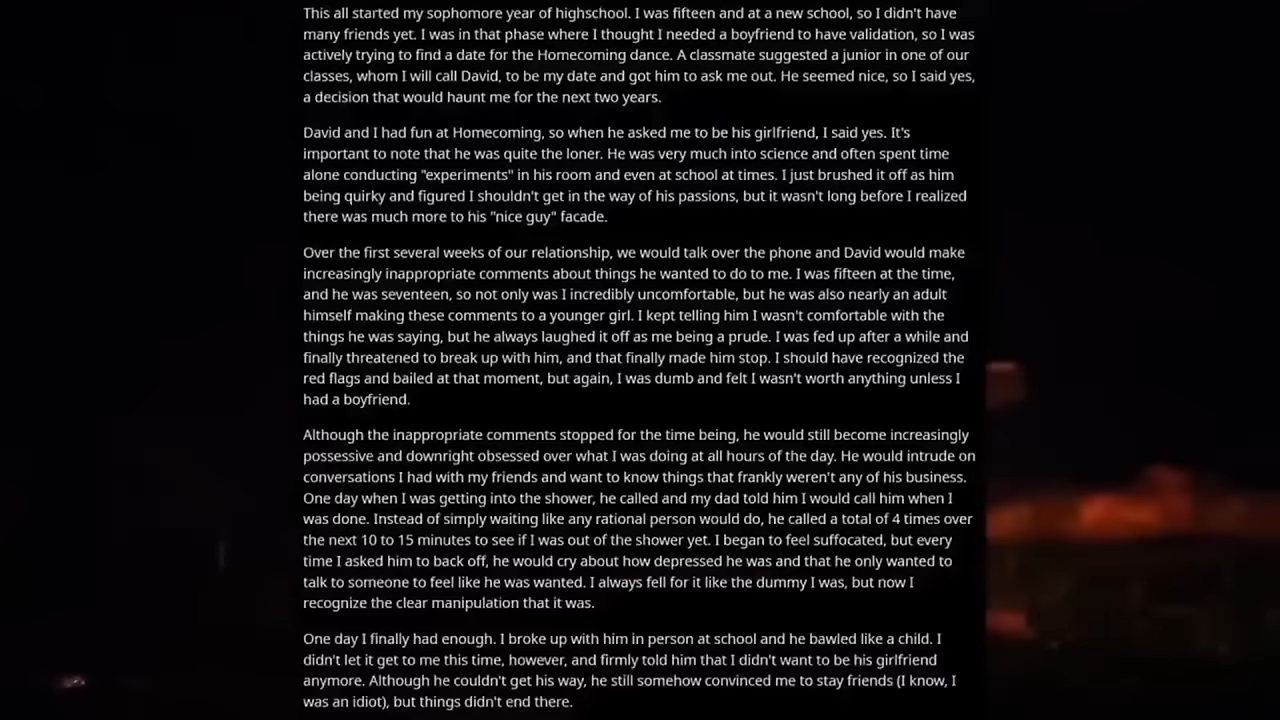 This all started my sophomore year of highschool. I was fifteen and at a new school, so I didn't have
many friends yet. I was in that phase where I thought I needed a boyfriend to have validation, so I was
actively trying to find a date for the Homecoming dance. A classmate suggested a junior in one of our
classes, whom I will call David, to be my date and got him to ask me out. He seemed nice, so I said yes,
a decision that would haunt me for the next two years.
David and I had fun at Homecoming, so when he asked me to be his girlfriend, I said yes. It's
important to note that he was quite the loner. He was very much into science and often spent time
alone conducting "experiments" in his room and even at school at times. I just brushed it off as him
being quirky and figured I shouldn't get in the way of his passions, but it wasn't long before I realized
there was much more to his "nice guy" facade.
Over the first several weeks of our relationship, we would talk over the phone and David would make
increasingly inappropriate comments about things he wanted to do to me. I was fifteen at the time,
and he was seventeen, so not only was I incredibly uncomfortable, but he was also nearly an adult
himself making these comments to a younger girl. I kept telling him I wasn't comfortable with the
things he was saying, but he always laughed it off as me being a prude. I was fed up after a while and
finally threatened to break up with him, and that finally made him stop. I should have recognized the
red flags and bailed at that moment, but again, I was dumb and felt I wasn't worth anything unless I
had a boyfriend.
Although the inappropriate comments stopped for the time being, he would still become increasingly
possessive and downright obsessed over what I was doing at all hours of the day. He would intrude on
conversations I had with my friends and want to know things that frankly weren't any of his business.
One day when I was getting into the shower, he called and my dad told him I would call him when I
was done. Instead of simply waiting like any rational person would do, he called a total of 4 times over
the next 10 to 15 minutes to see if I was out of the shower yet. I began to feel suffocated, but every
time I asked him to back off, he would cry about how depressed he was and that he only wanted to
talk to someone to feel like he was wanted. I always fell for it like the dummy I was, but now I
recognize the clear manipulation that it was.
One day I finally had enough. I broke up with him in person at school and he bawled like a child. I
didn't let it get to me this time, however, and firmly told him that I didn't want to be his girlfriend
anymore. Although he couldn't get his way, he still somehow convinced me to stay friends (I know, I
was an idiot), but things didn't end there.